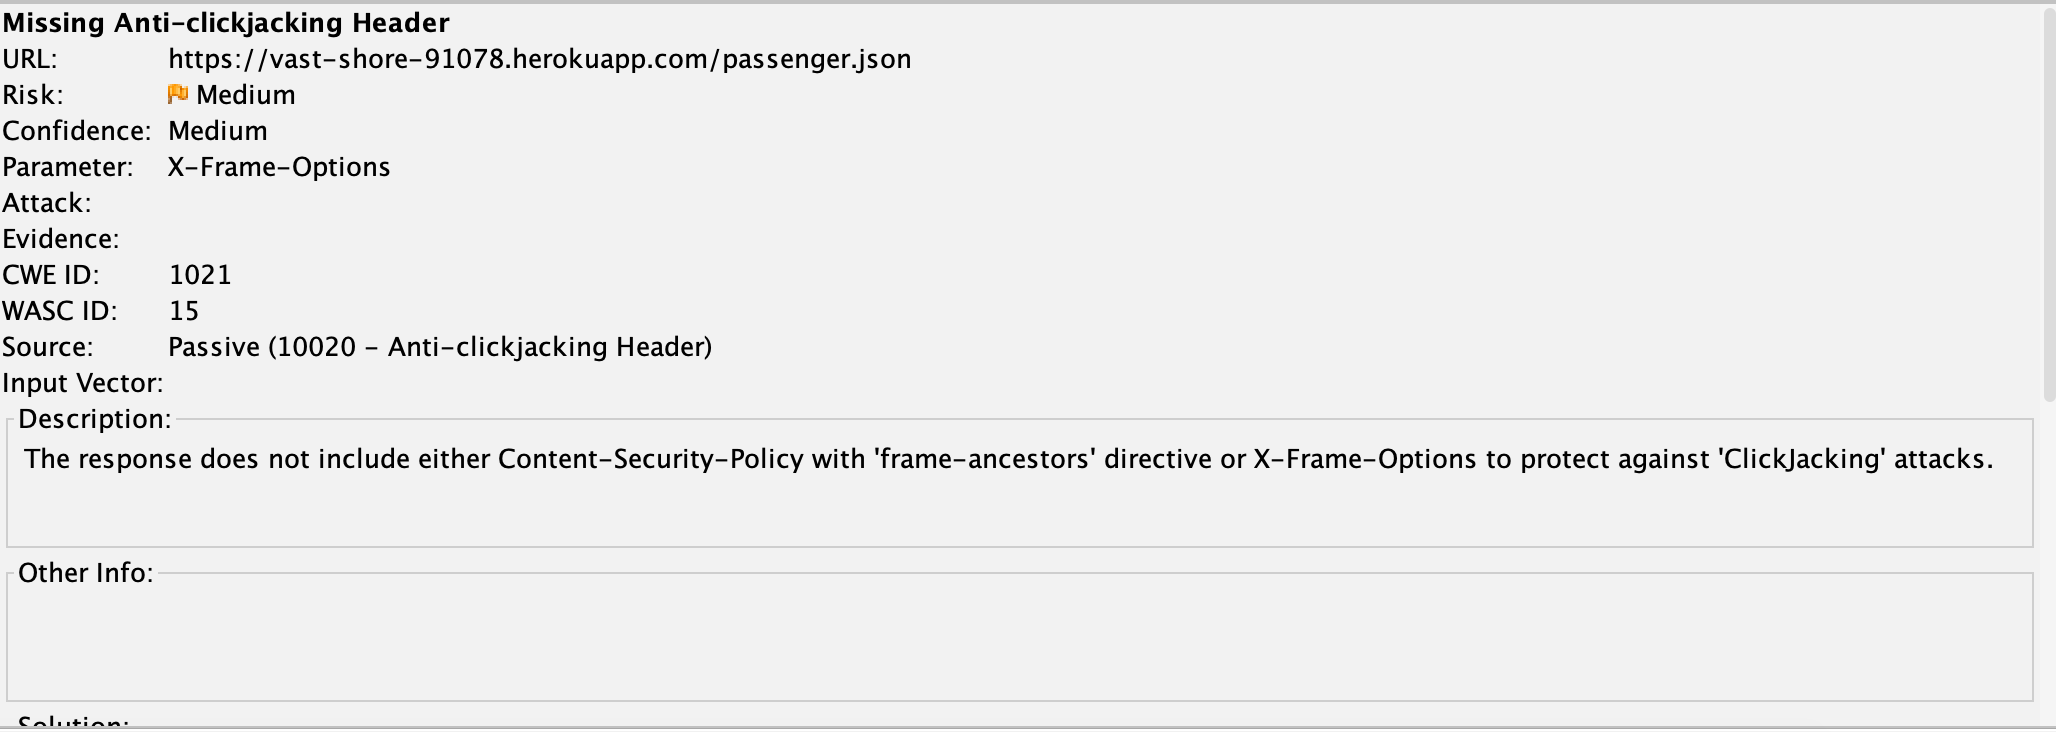 Missing Anti-clickjacking Header
URL: https://vast-shore-91078.herokuapp.com/passenger.json
Risk: Medium
Confidence: Medium
Parameter: X-Frame-Options
Attack:
Evidence:
CWE ID: 1021
WASC ID: 15
Source: Passive (10020 - Anti-clickjacking Header)
Input Vector:
Description:
The response does not include either Content-Security-Policy with 'frame-ancestors' directive or X-Frame-Options to protect against 'ClickJacking' attacks.
Other Info:
Solution: